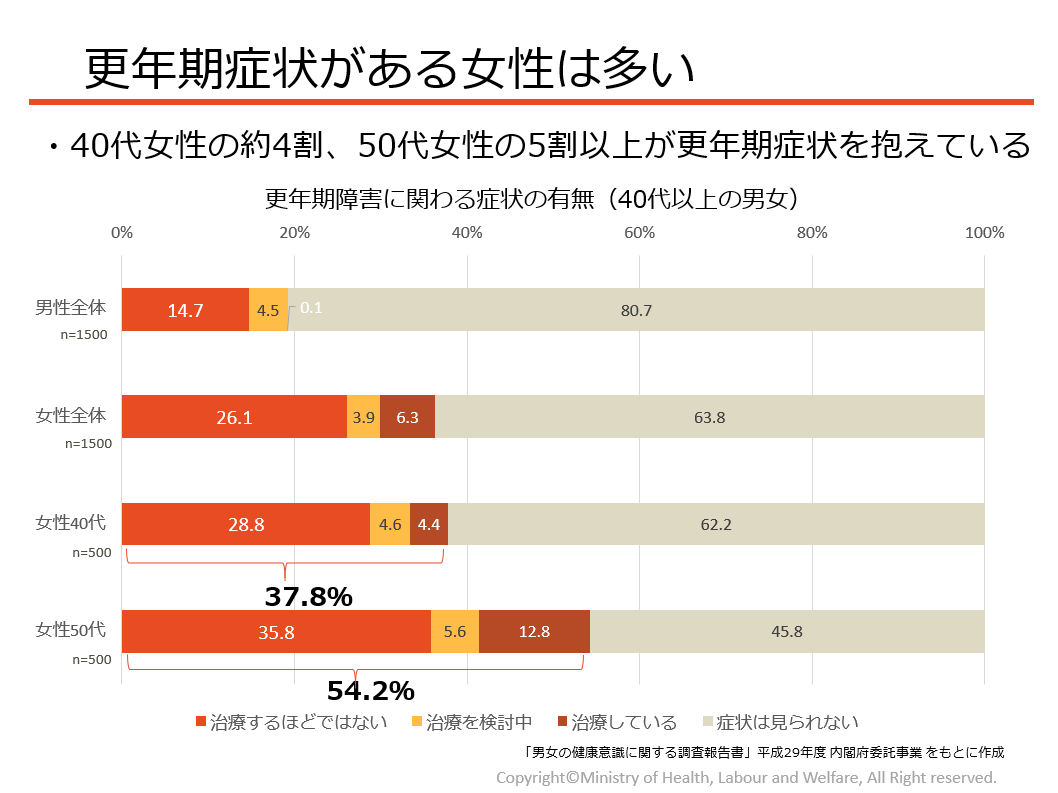 更年期症状がある女性は多い
・40代女性の約4割、50代女性の5割以上が更年期症状を抱えている
更年期障害に関わる症状の有無（40代以上の男女）
0% 20% 40% 60% 80% 100%
男性全体 14.7 4.5 0.1 80.7
n=1500
女性全体 26.1 3.9 6.3 63.8
n=1500
女性40代 28.8 4.6 4.4 62.2
n=500
37.8%
女性50代 35.8 5.6 12.8 45.8
n=500
54.2%
治療するほどではない 治療を検討中 治療している 症状は見られない
「男女の健康意識に関する調査報告書」平成29年度 内閣府委託事業 をもとに作成
Copyright©Ministry of Health, Labour and Welfare, All Right reserved.